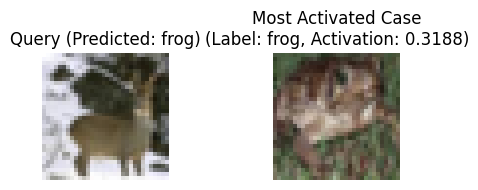 Most Activated Case
Query (Predicted: frog) (Label: frog, Activation: 0.3188)